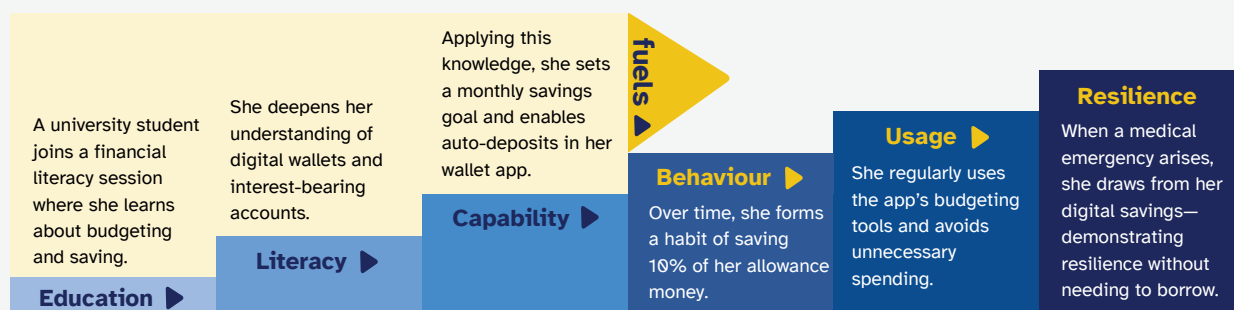 A university student
joins a financial
literacy session
where she learns
about budgeting
and saving.
Education
She deepens her
understanding of
digital wallets and
interest-bearing
accounts.
Literacy
Applying this
knowledge, she sets
a monthly savings
goal and enables
auto-deposits in her
wallet app.
Capability
fuels
Behaviour
Over time, she forms
a habit of saving
10% of her allowance
money.
Usage
She regularly uses
the app's budgeting
tools and avoids
unnecessary
spending.
Resilience
When a medical
emergency arises,
she draws from her
digital savings—
demonstrating
resilience without
needing to borrow.